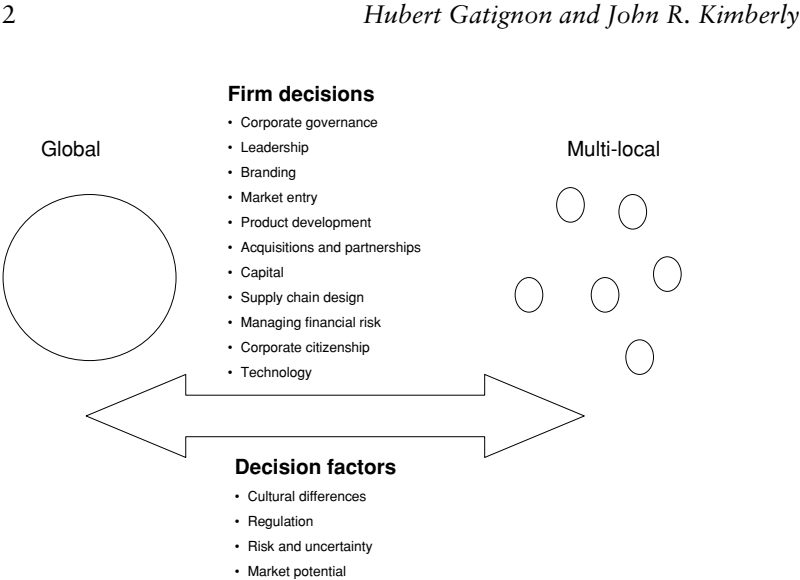 2 Hubert Gatignon and John R. Kimberly
Firm decisions
• Corporate governance
Global
• Leadership
Multi-local
• Branding
• Market entry
• Product development
• Acquisitions and partnerships
• Capital
• Supply chain design
• Managing financial risk
• Corporate citizenship
• Technology
Decision factors
• Cultural differences
• Regulation
• Risk and uncertainty
• Market potential